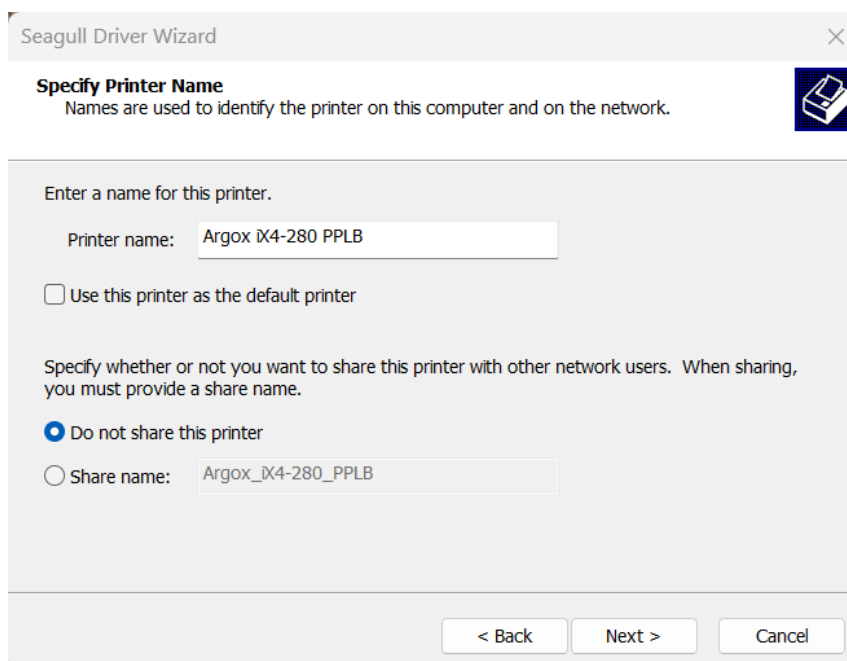 Seagull Driver Wizard
Specify Printer Name
Names are used to identify the printer on this computer and on the network.
Enter a name for this printer.
Printer name: Argox iX4-280 PPLB
Use this printer as the default printer
Specify whether or not you want to share this printer with other network users.  When sharing,
you must provide a share name.
Do not share this printer
Share name: Argox_iX4-280_PPLB
< Back Next > Cancel